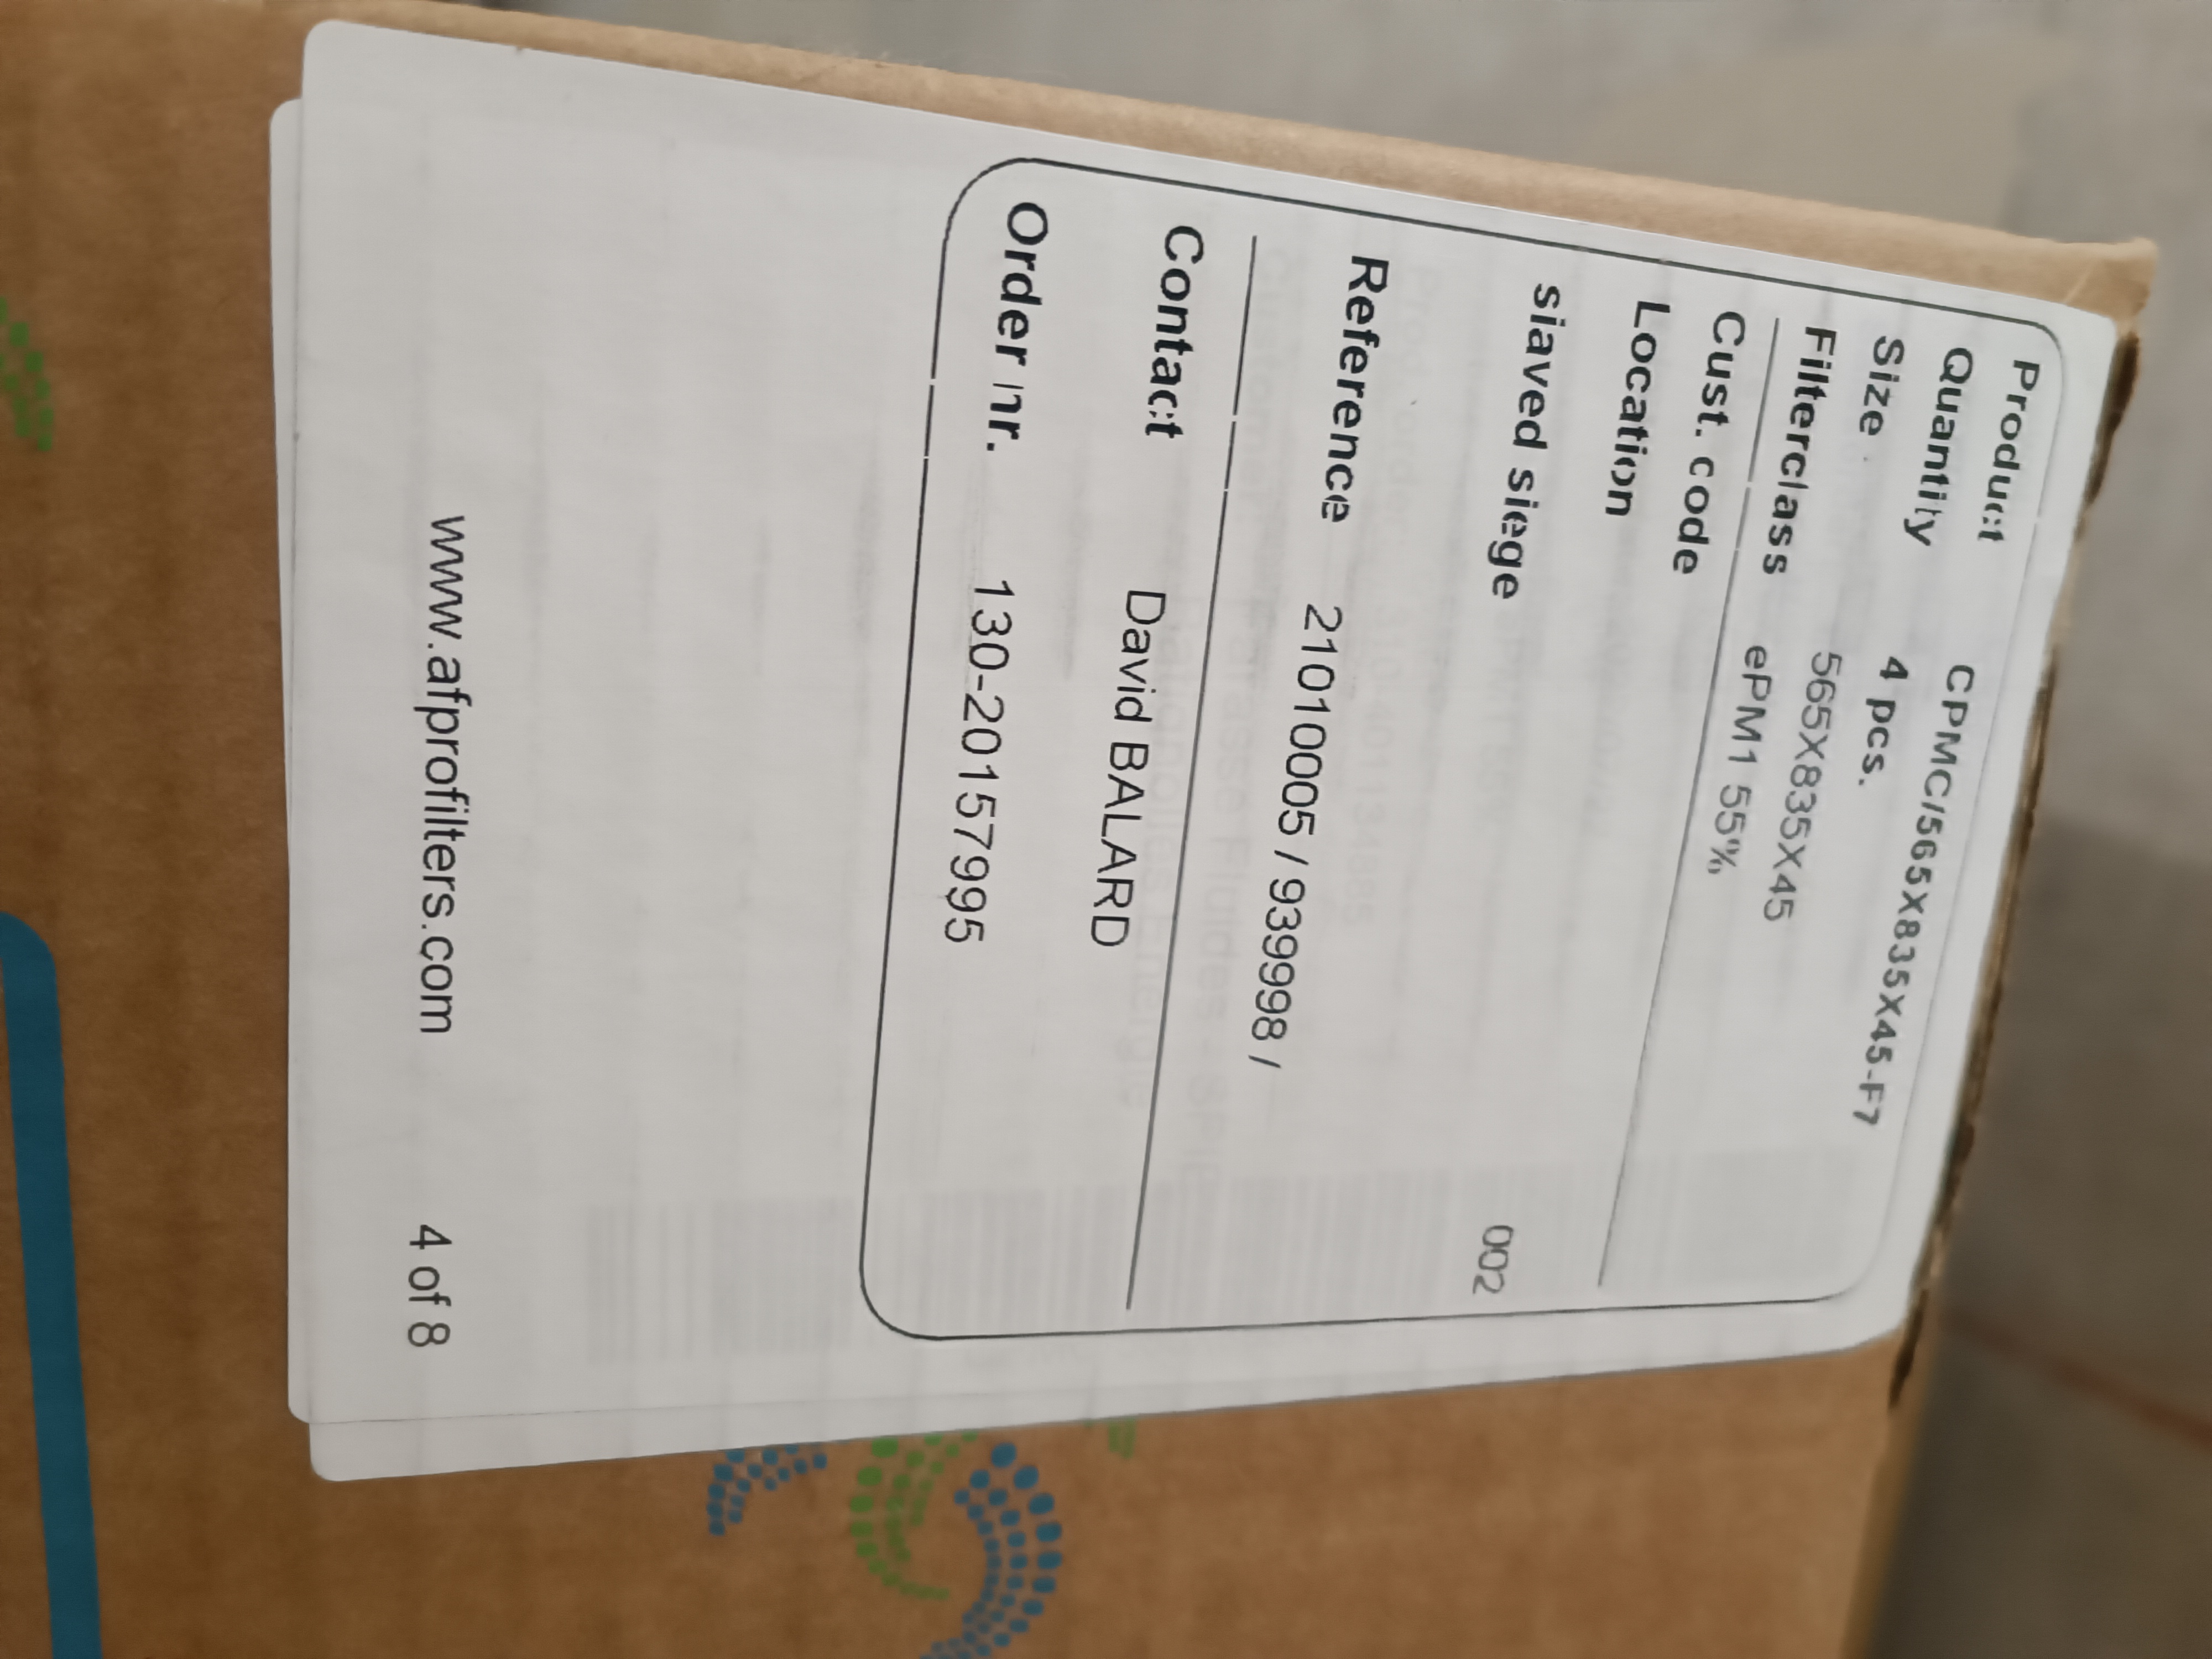 Product CPMC/565X835X45-F7
Quantity 4 pcs.
Size 565X835X45
Filterclass ePM1 55%
Cust. code
Location
siaved siege 002
Reference 21010005 / 939998 /
Contact David BALARD
Order nr. 130-20157995
www.afprofilters.com 4 of 8